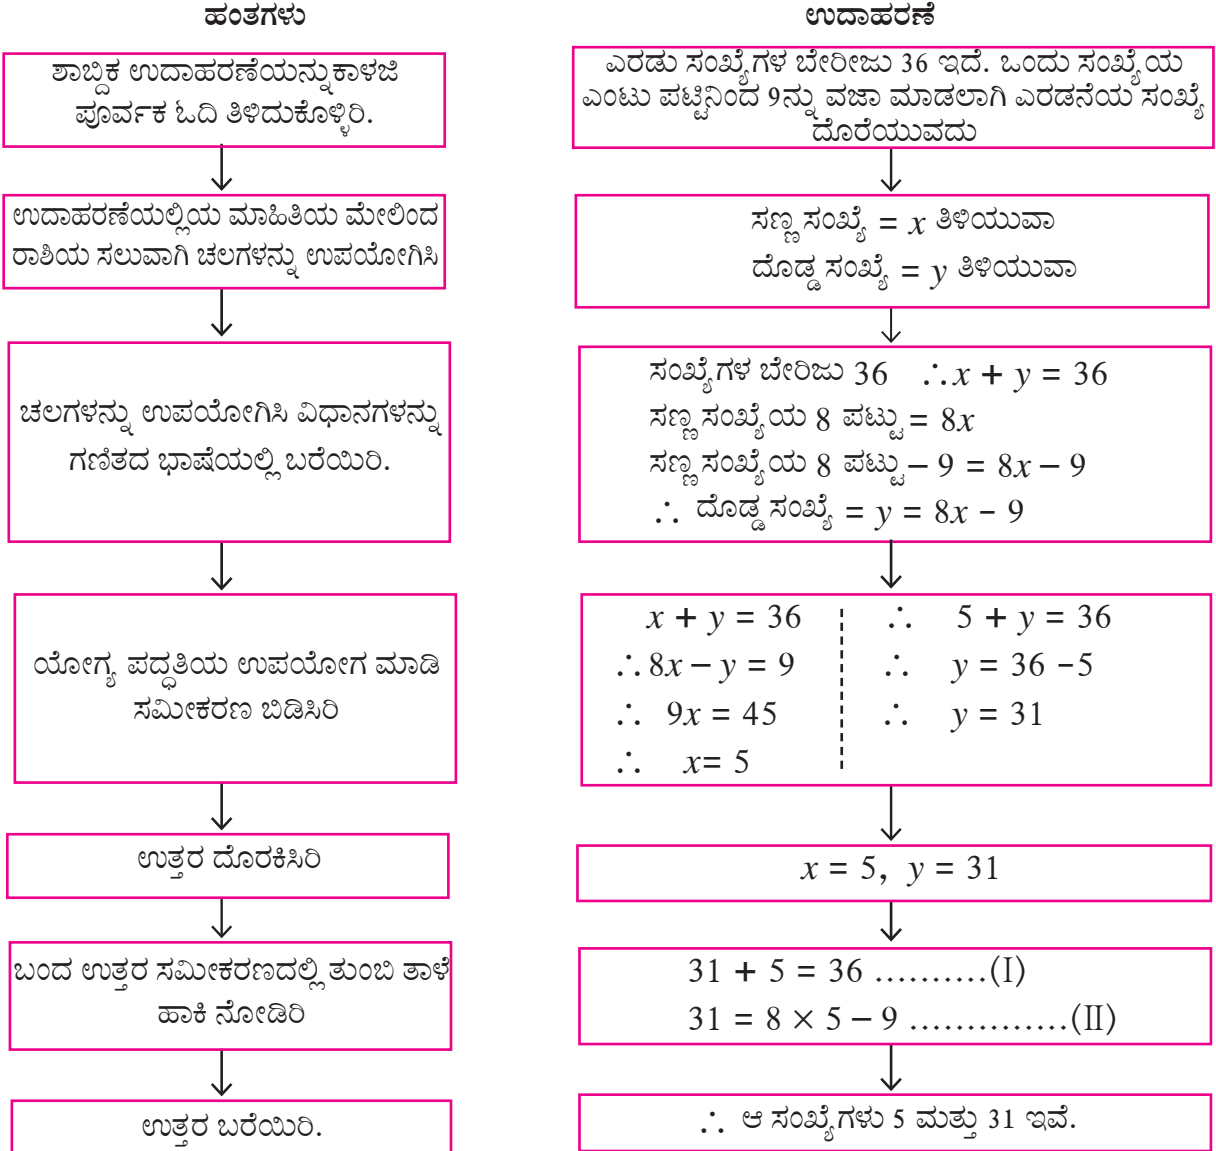 ಹಂತಗಳು
ಶಾಬ್ದಿಕ ಉದಾಹರಣೆಯನ್ನುಕಾಳಜಿ
ಪೂರ್ವಕ ಓದಿ ತಿಳಿದುಕೊಳ್ಳಿರಿ.
ಉದಾಹರಣೆಯಲ್ಲಿಯ ಮಾಹಿತಿಯ ಮೇಲಿಂದ
ರಾಶಿಯ ಸಲುವಾಗಿ ಚಲಗಳನ್ನು ಉಪಯೋಗಿಸಿ
ಚಲಗಳನ್ನು ಉಪಯೋಗಿಸಿ ವಿಧಾನಗಳನ್ನು
ಗಣಿತದ ಭಾಷೆಯಲ್ಲಿ ಬರೆಯಿರಿ.
ಯೋಗ್ಯ ಪದ್ಧತಿಯ ಉಪಯೋಗ ಮಾಡಿ
ಸಮೀಕರಣ ಬಿಡಿಸಿರಿ
ಉತ್ತರ ದೊರಕಿಸಿರಿ
ಬಂದ ಉತ್ತರ ಸಮೀಕರಣದಲ್ಲಿ ತುಂಬಿ ತಾಳೆ
ಹಾಕಿ ನೋಡಿರಿ
ಉತ್ತರ ಬರೆಯಿರಿ.
ಉದಾಹರಣೆ
ಎರಡು ಸಂಖ್ಯೆಗಳ ಬೇರೀಜು 36 ಇದೆ. ಒಂದು ಸಂಖ್ಯೆಯ
ಎಂಟು ಪಟ್ಟಿನಿಂದ 9ನ್ನು ವಜಾ ಮಾಡಲಾಗಿ ಎರಡನೆಯ ಸಂಖ್ಯೆ
ದೊರೆಯುವದು
ಸಣ್ಣ ಸಂಖ್ಯೆ = x ತಿಳಿಯುವಾ
ದೊಡ್ಡ ಸಂಖ್ಯೆ = y ತಿಳಿಯುವಾ
ಸಂಖ್ಯೆಗಳ ಬೇರಿಜು 36 ∴x + y = 36
ಸಣ್ಣ ಸಂಖ್ಯೆಯ 8 ಪಟ್ಟು = 8x
ಸಣ್ಣ ಸಂಖ್ಯೆಯ 8 ಪಟ್ಟು − 9 = 8x − 9
∴ ದೊಡ್ಡ ಸಂಖ್ಯೆ = y = 8x − 9
x + y = 36
∴8x − y = 9
∴ 9x = 45
∴ x= 5
∴ 5 + y = 36
∴ y = 36 −5
∴ y = 31
x = 5, y = 31
31 + 5 = 36 ..........(I)
31 = 8 × 5 − 9 ...............(II)
∴ ಆ ಸಂಖ್ಯೆಗಳು 5 ಮತ್ತು 31 ಇವೆ.